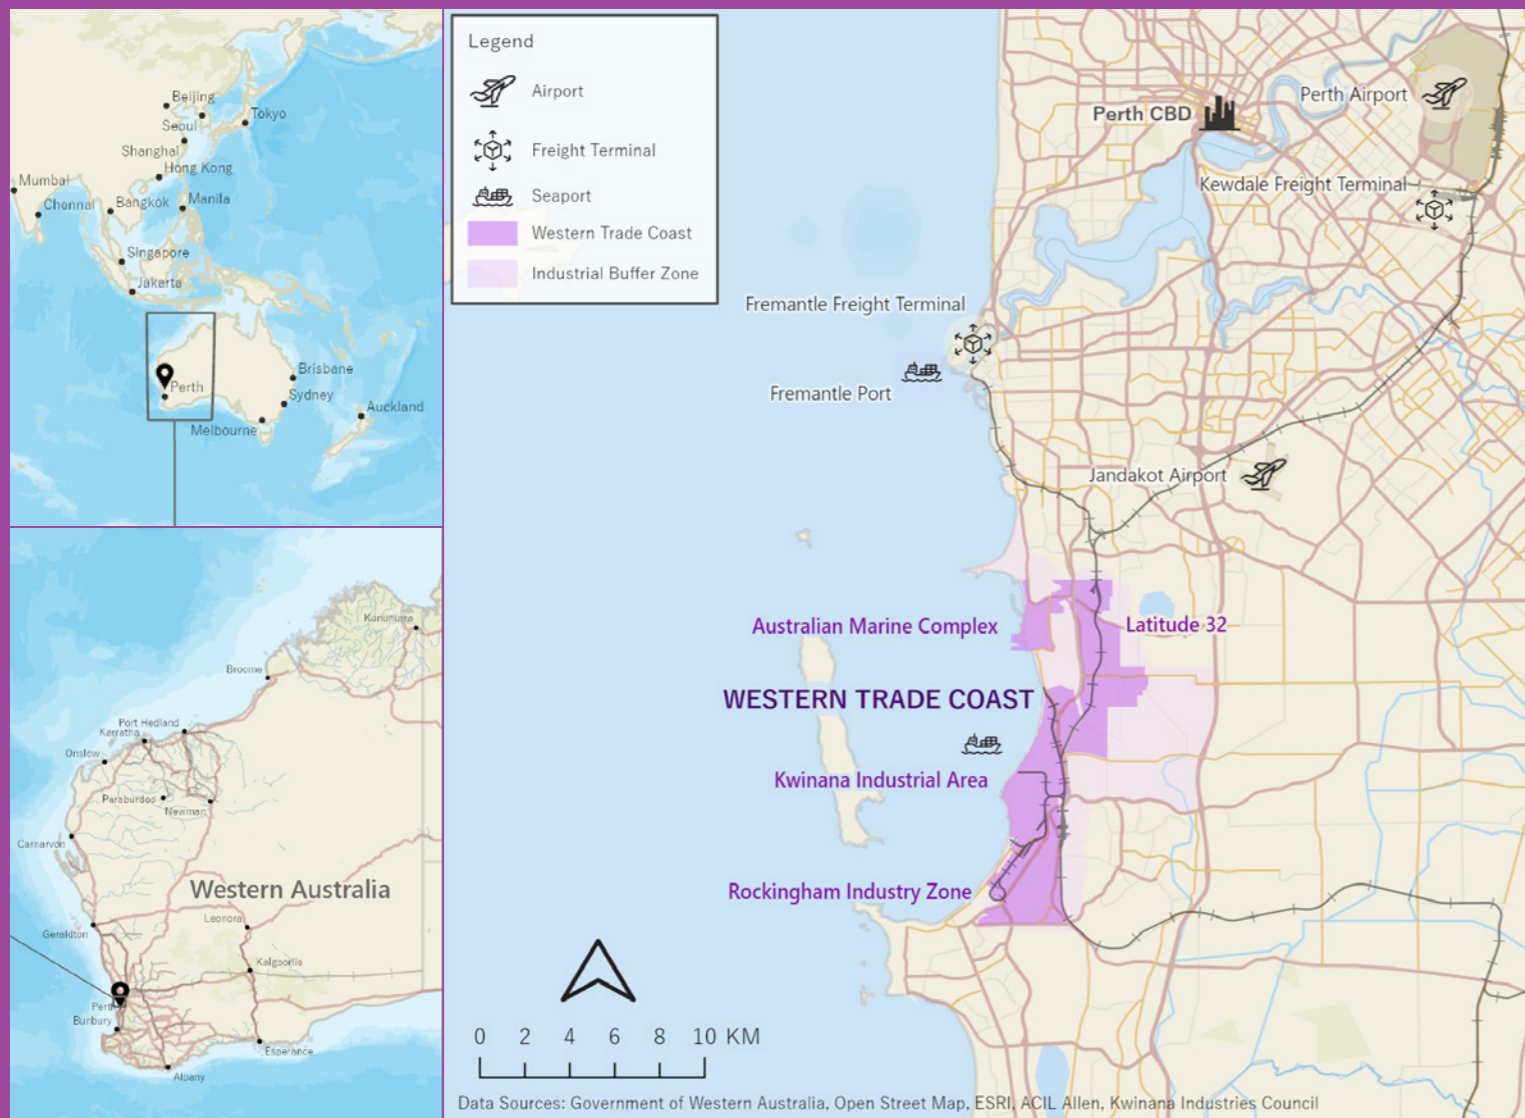 Beijing
Seoul
Tokyo
Shanghai
Hong Kong
Mumbai
Chennai
Bangkok
Manila
Singapore
Jakarta
Perth
Brisbane
Sydney
Auckland
Melbourne
Kununurra
Broome
Port Hedland
Karratha
Onslow
Paraburdoo
Newman
Carnarvon
Western Australia
Leonora
Geraldton
Kalgoorlie
Perth
Bunbury
Esperance
Albany
Legend
Airport
Freight Terminal
Seaport
Western Trade Coast
Industrial Buffer Zone
Perth CBD
Perth Airport
Kewdale Freight Terminal
Fremantle Freight Terminal
Fremantle Port
Jandakot Airport
Australian Marine Complex
Latitude 32
WESTERN TRADE COAST
Kwinana Industrial Area
Rockingham Industry Zone
0 2 4 6 8 10 KM
Data Sources: Government of Western Australia, Open Street Map, ESRI, ACIL Allen, Kwinana Industries Council